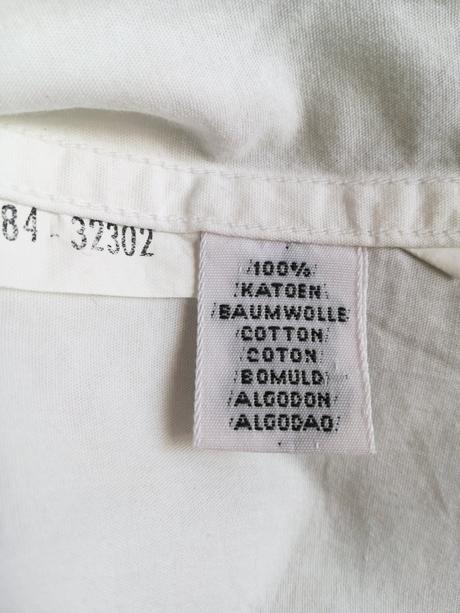 84 - 32302
100%
KATOEN
BAUMWOLLE
COTTON
COTON
BOMULD
ALGODON
ALGODAO